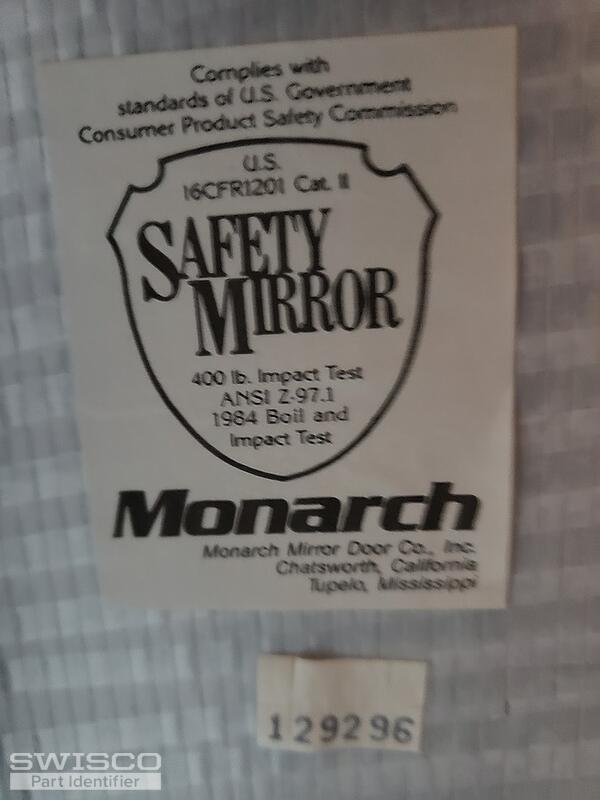 Complies with
standards of U.S. Government
Consumer Product Safety Commission
U.S.
16CFR1201 Cat. II
SAFETY
MIRROR
400 lb. Impact Test
ANSI Z-97.1
1984 Boil and
Impact Test
Monarch
Monarch Mirror Door Co., Inc.
Chatsworth, California
Tupelo, Mississippi
129296
SWISCO
Part Identifier